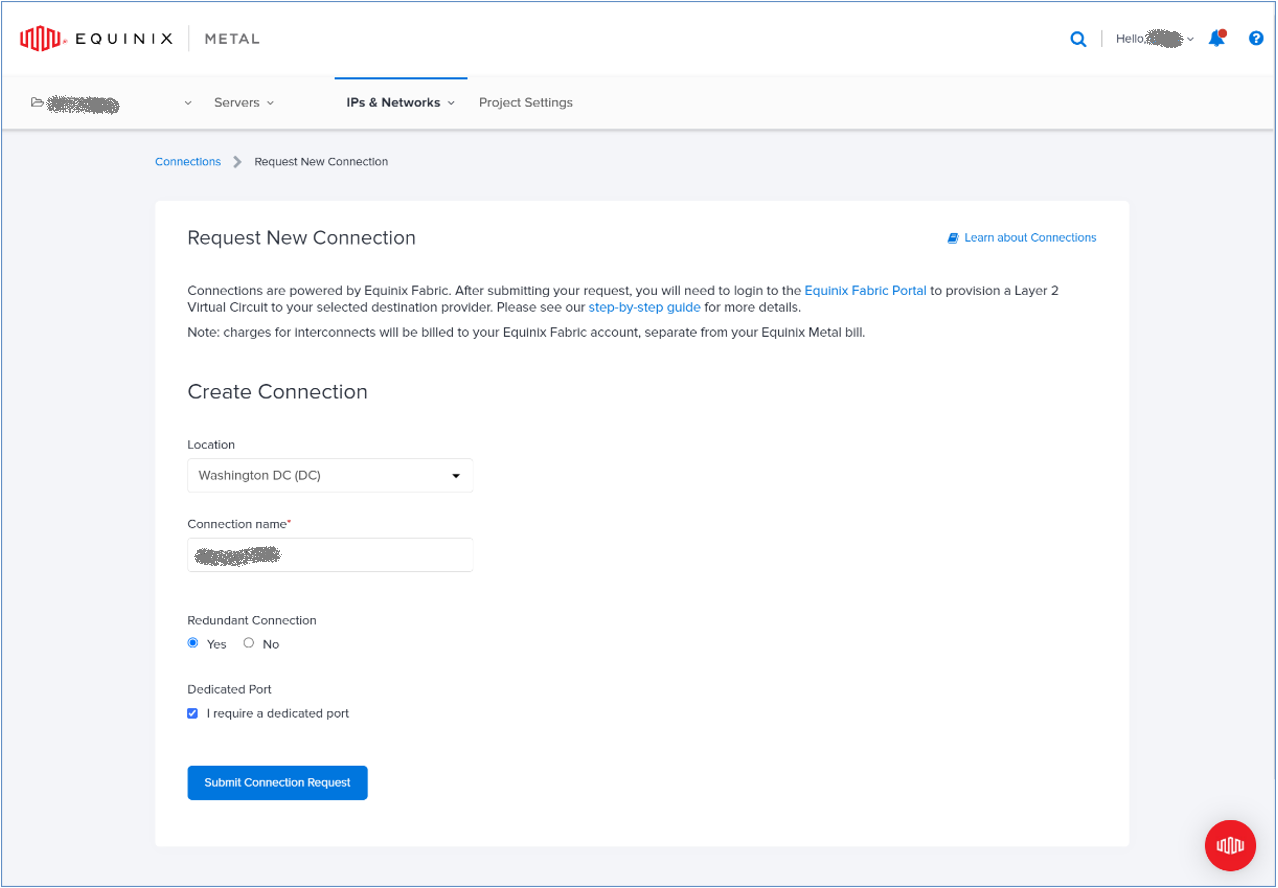 EQUINIX METAL
Hello,
Servers
IPs & Networks
Project Settings
Connections
Request New Connection
Request New Connection
Learn about Connections
Connections are powered by Equinix Fabric. After submitting your request, you will need to login to the Equinix Fabric Portal to provision a Layer 2
Virtual Circuit to your selected destination provider. Please see our step-by-step guide for more details.
Note: charges for interconnects will be billed to your Equinix Fabric account, separate from your Equinix Metal bill.
Create Connection
Location
Washington DC (DC)
Connection name*
Redundant Connection
Yes
No
Dedicated Port
I require a dedicated port
Submit Connection Request